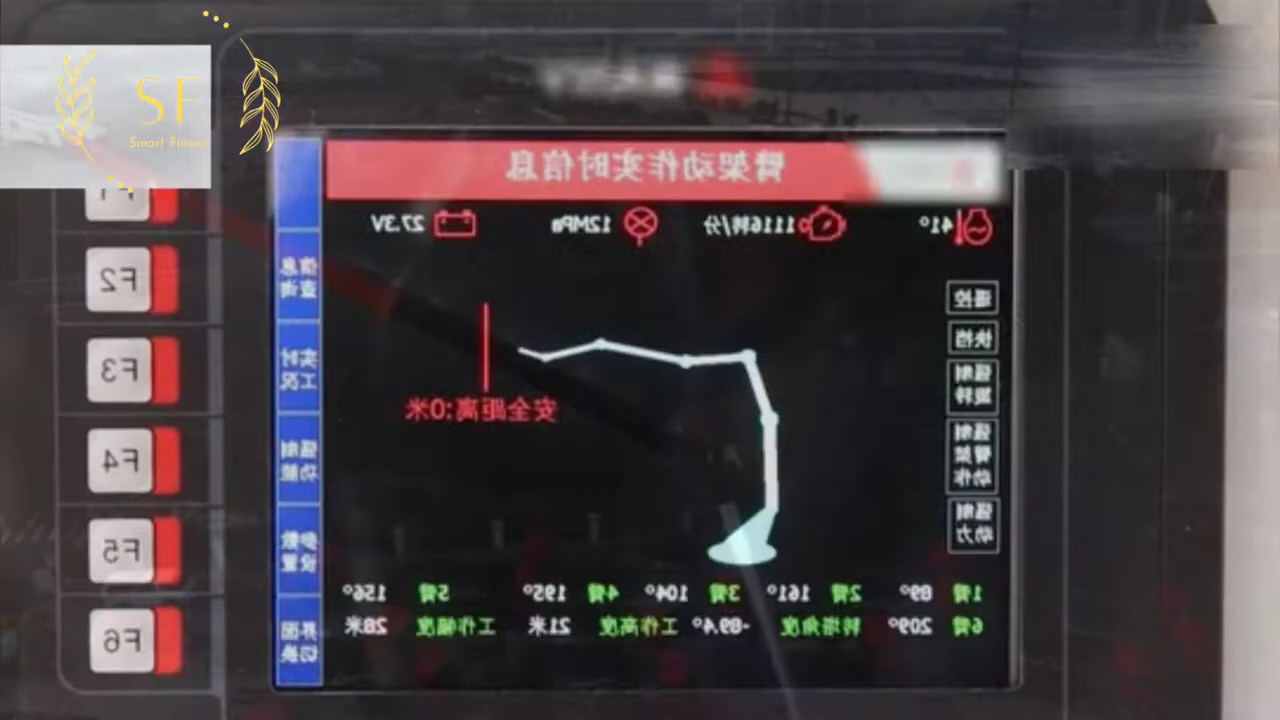 SF
Smart Future
臂架动作实时信息
41° 1116转/分 12MPa 27.3V
遥控
快档
强制
旋转
强制
臂架
动作
强制
动力
安全距离:0米
信息
查询
实时
工况
强制
功能
参数
设置
界面
切换
1臂 89° 2臂 161° 3臂 104° 4臂 195° 5臂 156°
6臂 209° 转塔角度 -89.4° 工作高度 21米 工作幅度 28米
F1
F2
F3
F4
F5
F6